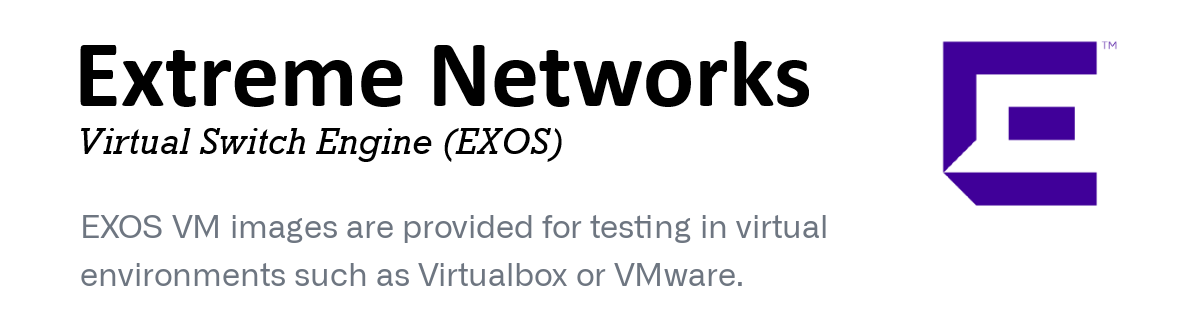 Extreme Networks
TM
Virtual Switch Engine (EXOS)
EXOS VM images are provided for testing in virtual
environments such as Virtualbox or VMware.